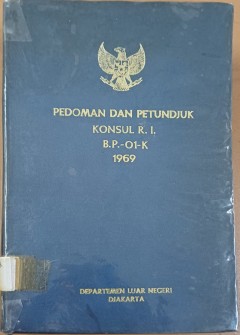 PEDOMAN DAN PETUNDJUK
KONSUL R. I.
B.P.-01-K
1969
DEPARTEMEN LUAR NEGERI
DJAKARTA